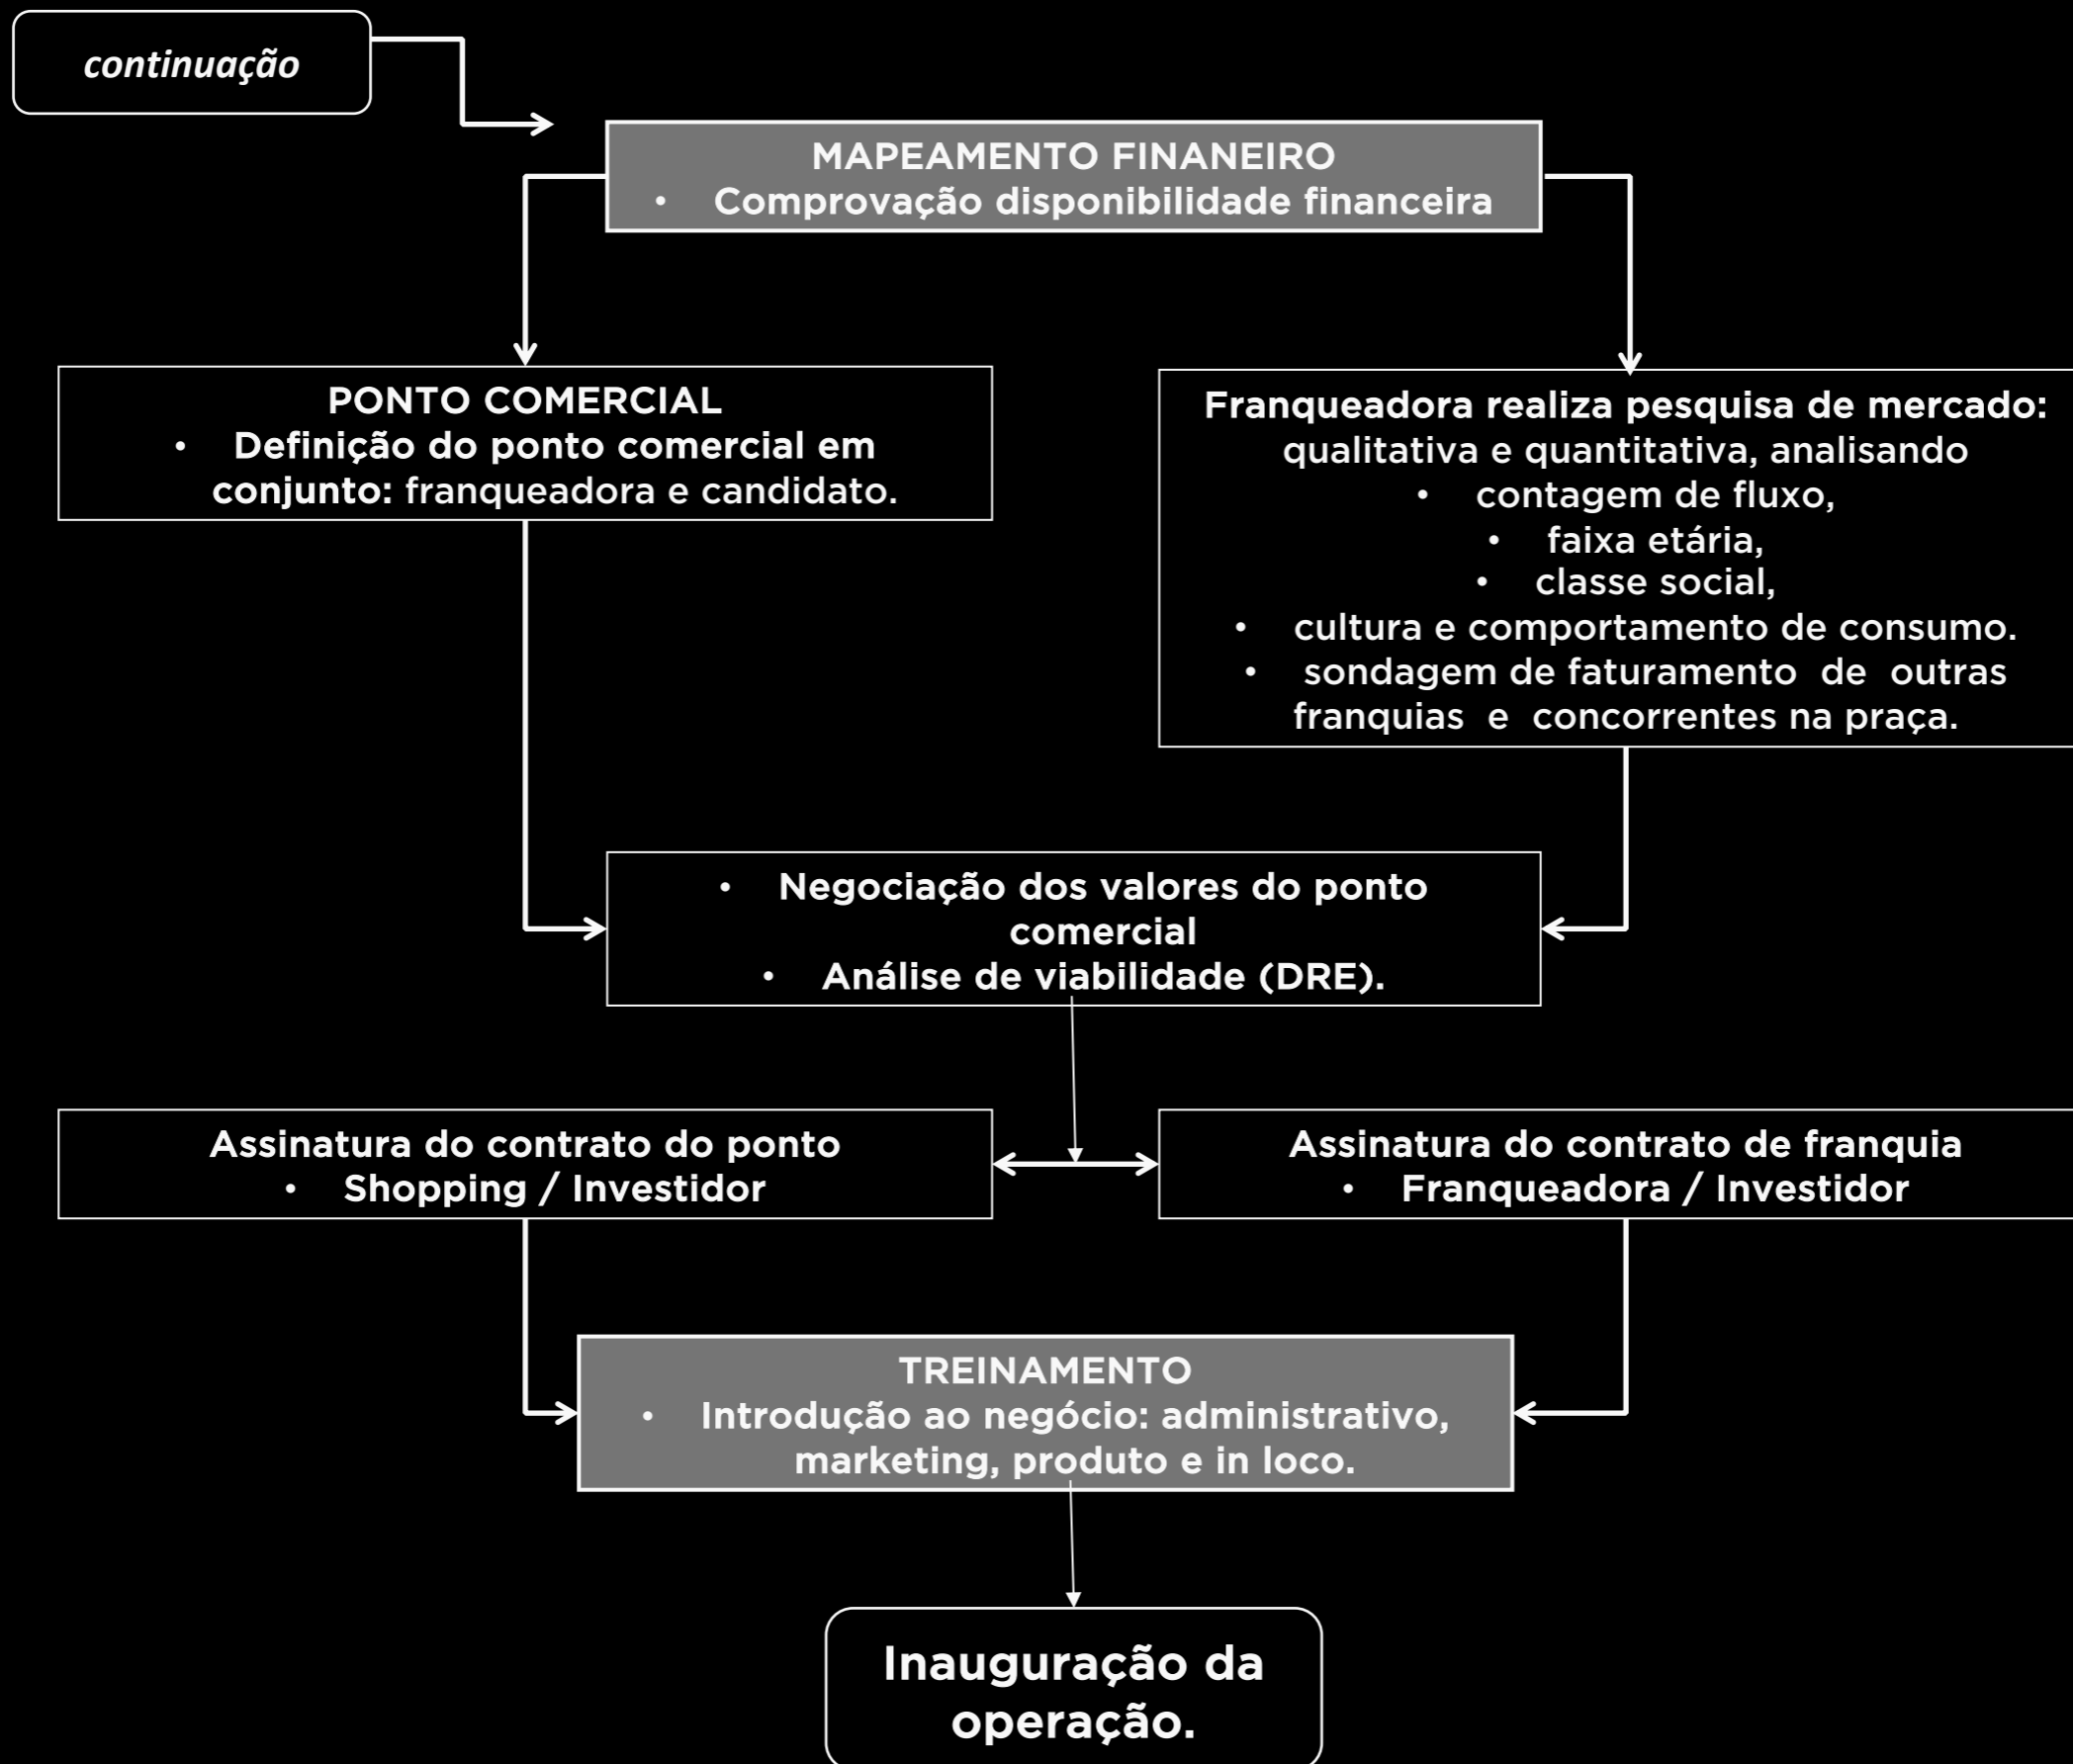 continuação
MAPEAMENTO FINANEIRO
• Comprovação disponibilidade financeira
PONTO COMERCIAL
• Definição do ponto comercial em
conjunto: franqueadora e candidato.
Franqueadora realiza pesquisa de mercado:
qualitativa e quantitativa, analisando
• contagem de fluxo,
• faixa etária,
• classe social,
• cultura e comportamento de consumo.
• sondagem de faturamento de outras
franquias e concorrentes na praça.
• Negociação dos valores do ponto
comercial
• Análise de viabilidade (DRE).
Assinatura do contrato do ponto
• Shopping / Investidor
Assinatura do contrato de franquia
• Franqueadora / Investidor
TREINAMENTO
• Introdução ao negócio: administrativo,
marketing, produto e in loco.
Inauguração da
operação.